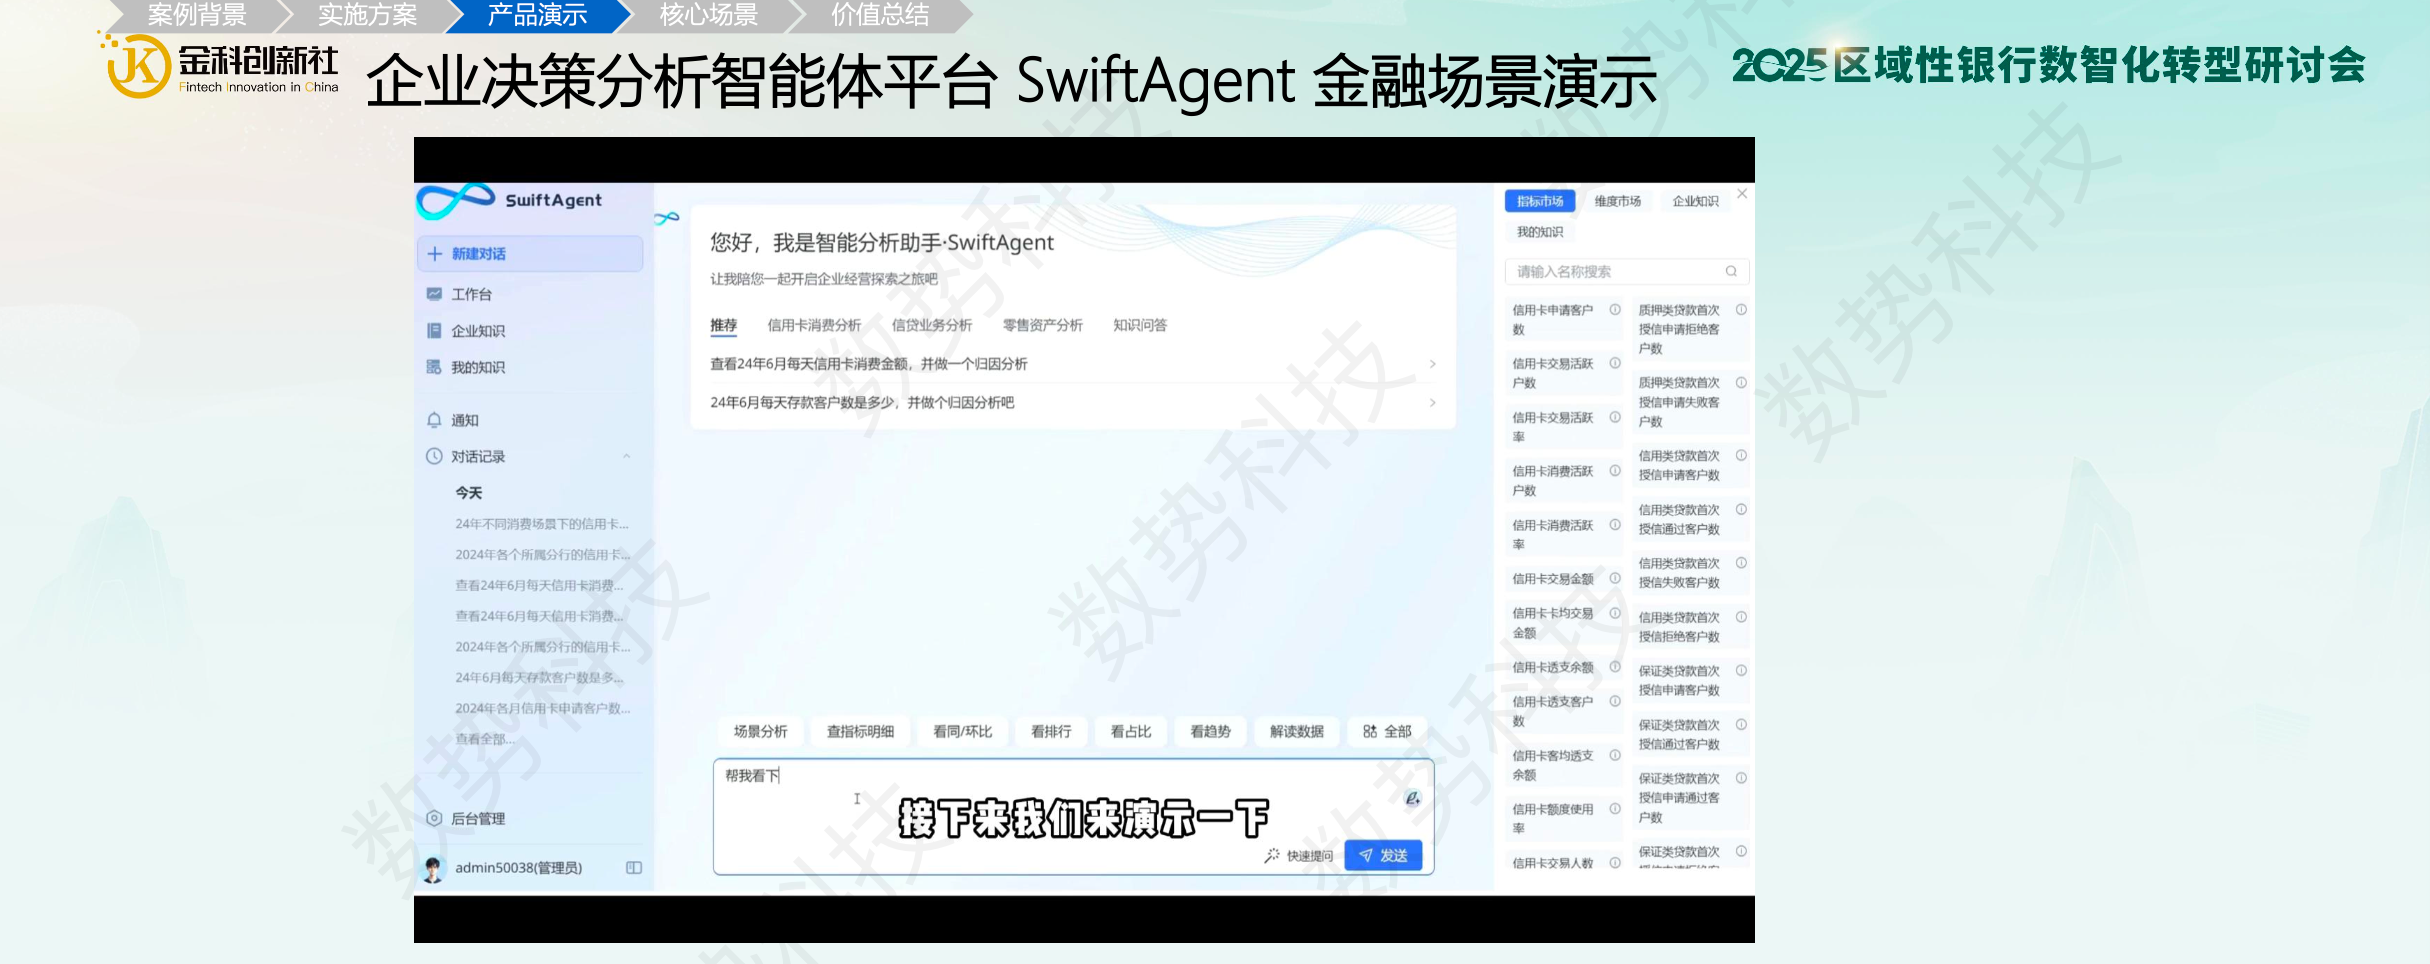 案例背景
实施方案
产品演示
核心场景
价值总结
金科创新社
Fintech Innovation in China
企业决策分析智能体平台 SwiftAgent 金融场景演示
2025区域性银行数智化转型研讨会
SwiftAgent
新建对话
工作台
企业知识
我的知识
通知
对话记录
今天
24年不同消费场景下的信用卡...
2024年各个所属分行的信用卡...
查看24年6月每天信用卡消费...
查看24年6月每天信用卡消费...
2024年各个所属分行的信用卡...
24年6月每天存款客户数是多...
2024年各月信用卡申请客户数...
查看全部...
后台管理
admin50038(管理员)
您好，我是智能分析助手·SwiftAgent
让我陪您一起开启企业经营探索之旅吧
推荐
信用卡消费分析
信贷业务分析
零售资产分析
知识问答
查看24年6月每天信用卡消费金额，并做一个归因分析
24年6月每天存款客户数是多少，并做个归因分析吧
场景分析
查指标明细
看同/环比
看排行
看占比
看趋势
解读数据
全部
帮我看下
接下来我们来演示一下
快速提问
发送
指标市场
维度市场
企业知识
我的知识
请输入名称搜索
信用卡申请客户
数
信用卡交易活跃
户数
信用卡交易活跃
率
信用卡消费活跃
户数
信用卡消费活跃
率
信用卡交易金额
信用卡卡均交易
金额
信用卡透支余额
信用卡透支客户
数
信用卡客均透支
余额
信用卡额度使用
率
信用卡交易人数
质押类贷款首次
授信申请拒绝客
户数
质押类贷款首次
授信申请失败客
户数
信用类贷款首次
授信申请客户数
信用类贷款首次
授信通过客户数
信用类贷款首次
授信失败客户数
信用类贷款首次
授信拒绝客户数
保证类贷款首次
授信申请客户数
保证类贷款首次
授信通过客户数
保证类贷款首次
授信申请通过客
户数
保证类贷款首次
数势科技
数势科技
数势科技
数势科技
数势科技
数势科技